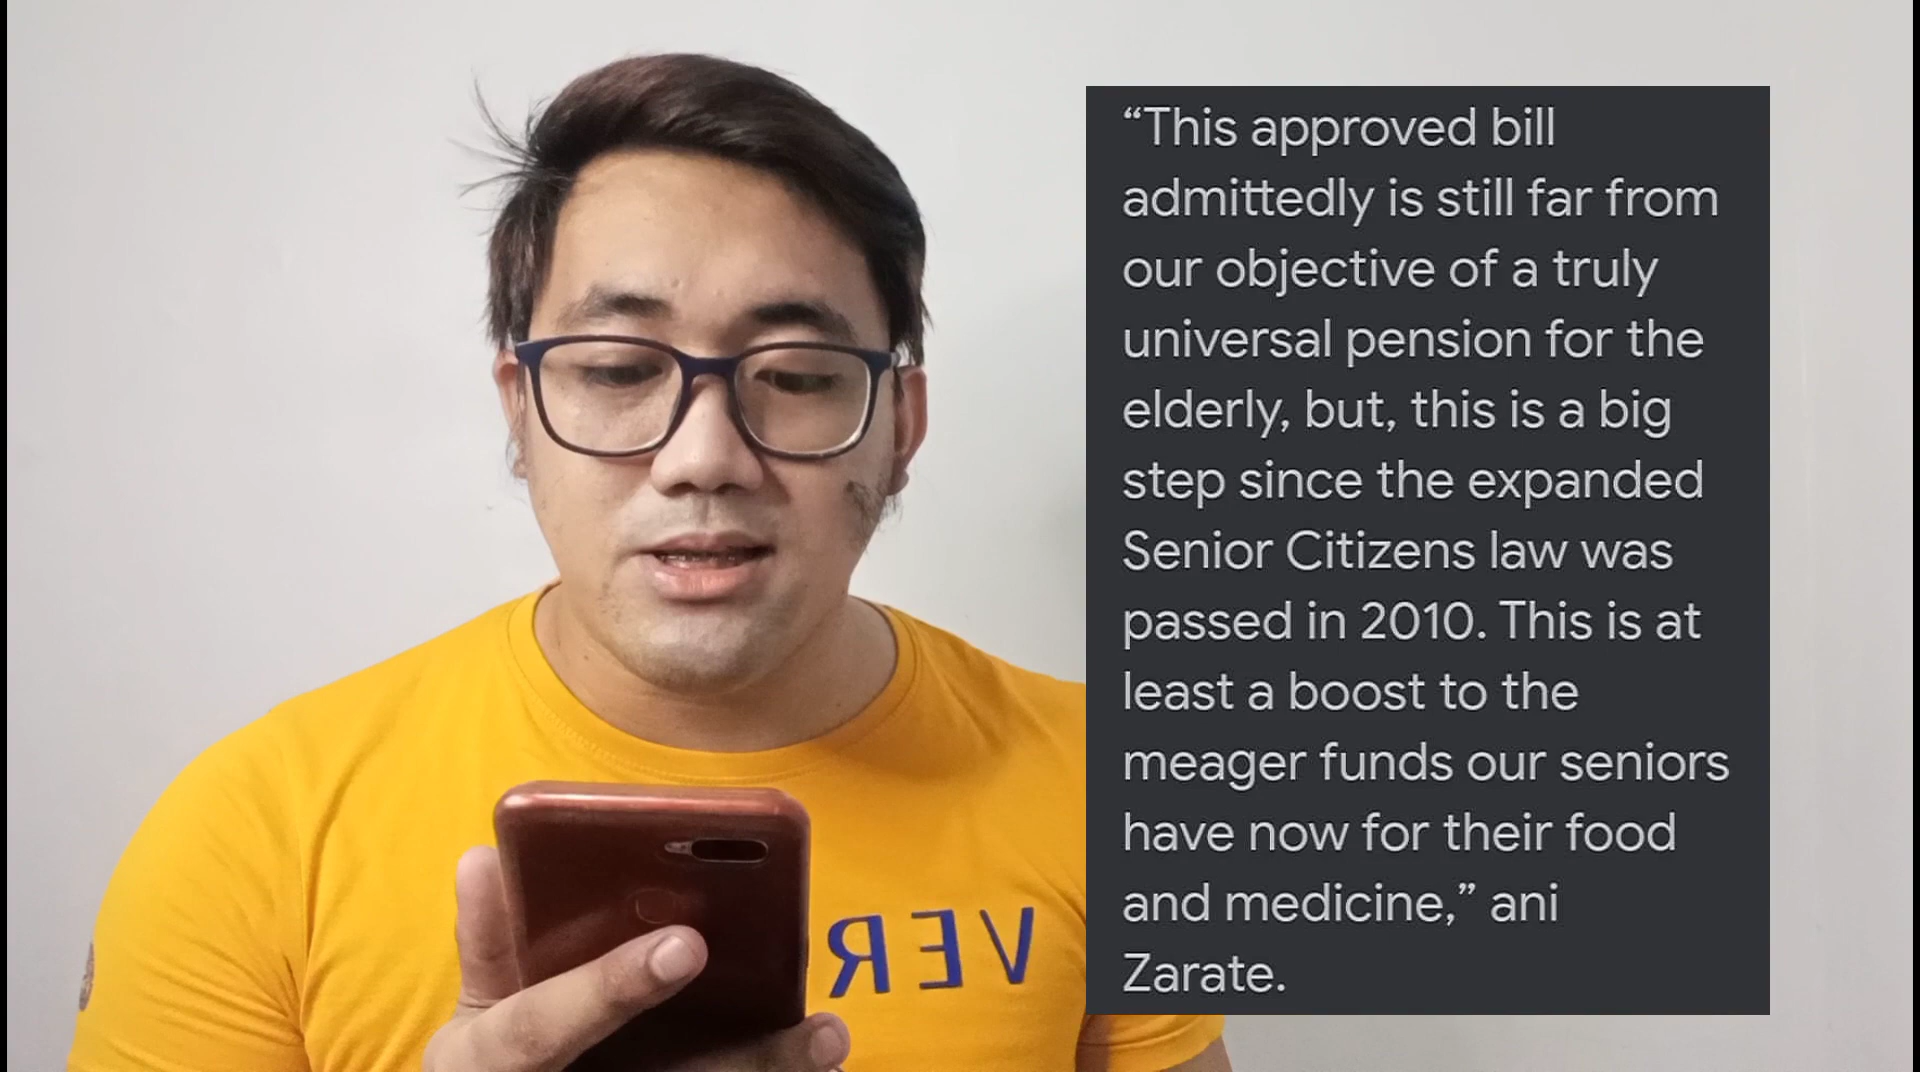 “This approved bill
admittedly is still far from
our objective of a truly
universal pension for the
elderly, but, this is a big
step since the expanded
Senior Citizens law was
passed in 2010. This is at
least a boost to the
meager funds our seniors
have now for their food
and medicine,” ani
Zarate.
VER